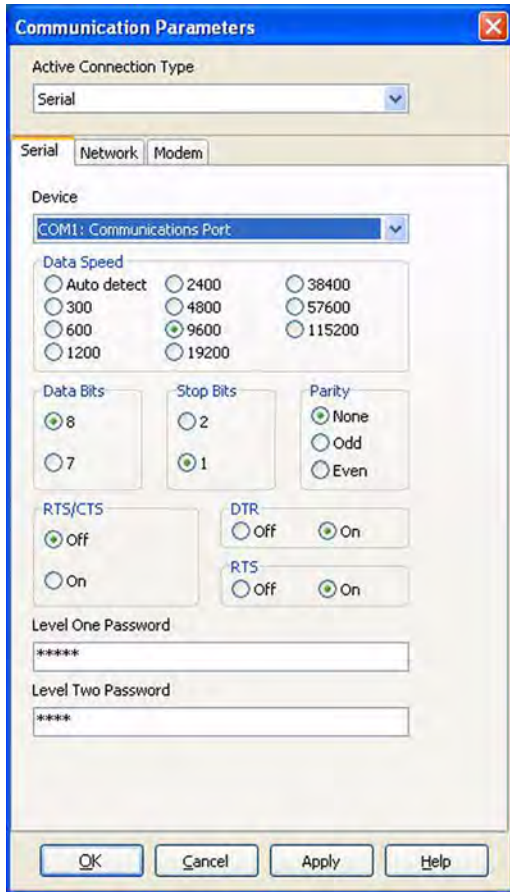 Communication Parameters
Active Connection Type
Serial
Serial Network Modem
Device
COM1: Communications Port
Data Speed
Auto detect 2400 38400
300 4800 57600
600 9600 115200
1200 19200
Data Bits Stop Bits Parity
8 2 None
7 1 Odd
Even
RTS/CTS DTR
Off Off On
On RTS
Off On
Level One Password
*****
Level Two Password
****
OK Cancel Apply Help